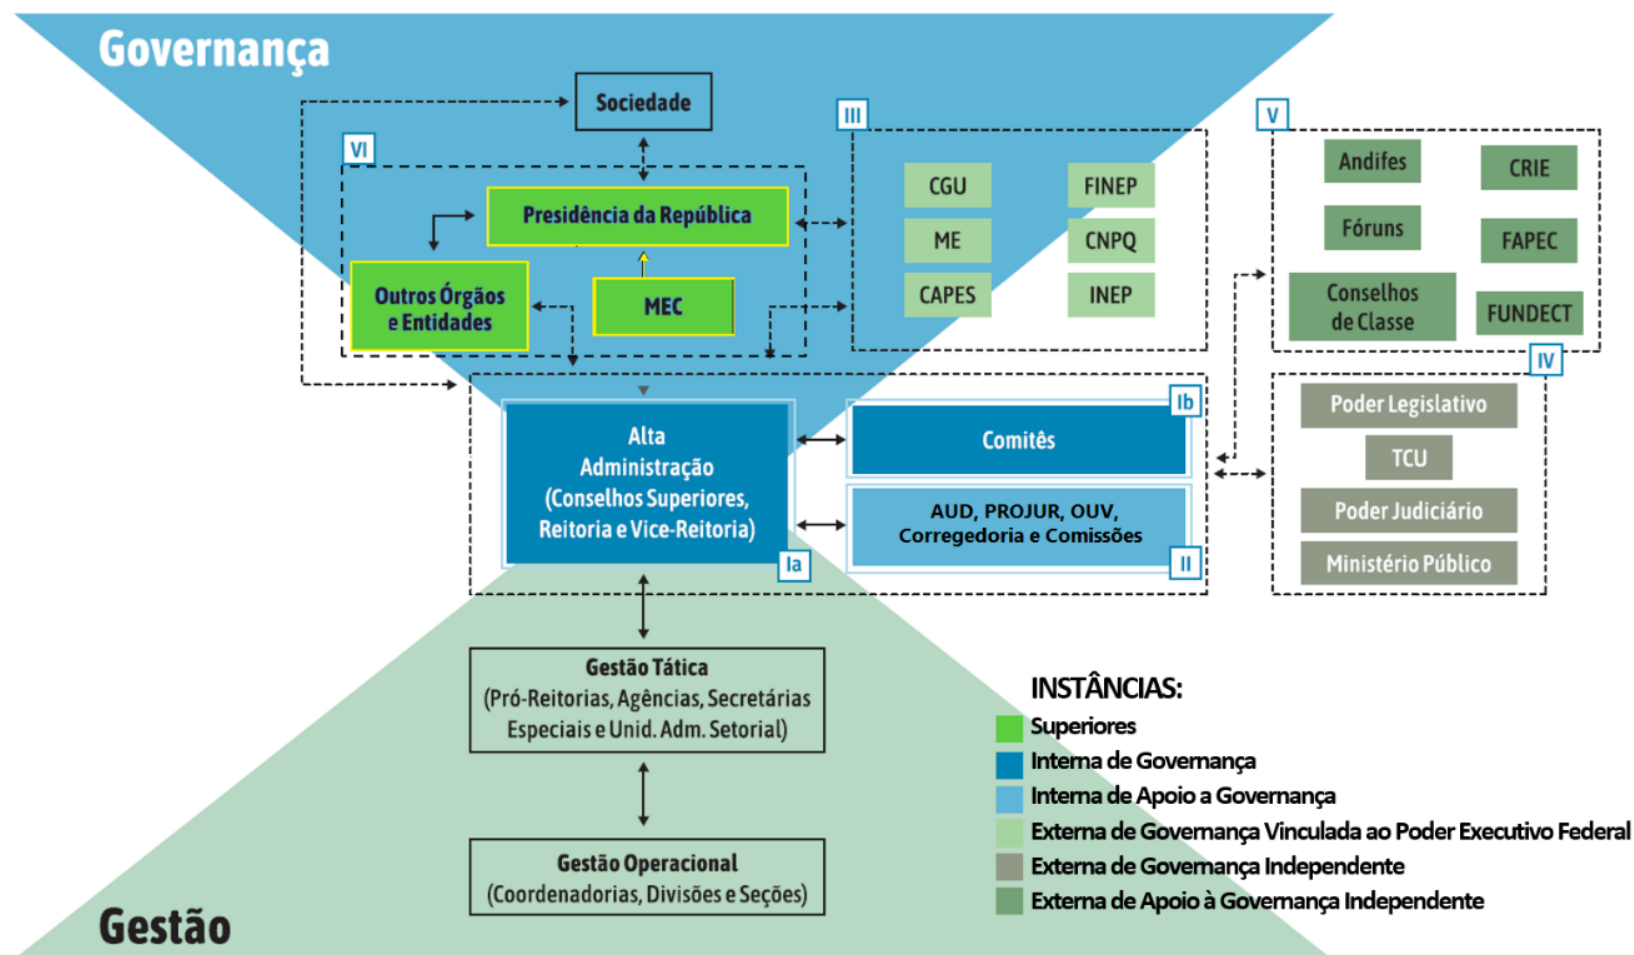 Governança
Sociedade
III
V
VI
Presidência da República
Outros Órgãos
e Entidades
MEC
CGU
FINEP
ME
CNPQ
CAPES
INEP
Andifes
CRIE
Fóruns
FAPEC
Conselhos
de Classe
FUNDECT
IV
Poder Legislativo
TCU
Poder Judiciário
Ministério Público
Alta
Administração
(Conselhos Superiores,
Reitoria e Vice-Reitoria)
Ia
Ib
Comitês
AUD, PROJUR, OUV,
Corregedoria e Comissões
II
Gestão Tática
(Pró-Reitorias, Agências, Secretárias
Especiais e Unid. Adm. Setorial)
Gestão Operacional
(Coordenadorias, Divisões e Seções)
Gestão
INSTÂNCIAS:
Superiores
Interna de Governança
Interna de Apoio a Governança
Externa de Governança Vinculada ao Poder Executivo Federal
Externa de Governança Independente
Externa de Apoio à Governança Independente